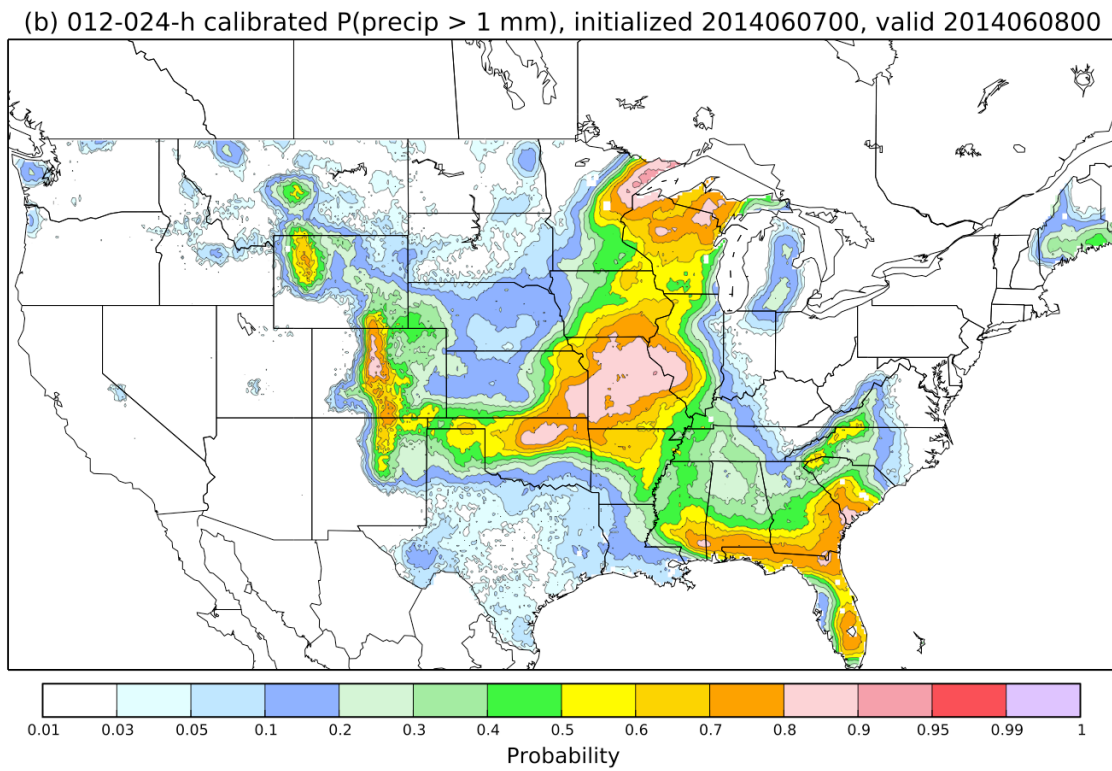 (b) 012-024-h calibrated P(precip > 1 mm), initialized 2014060700, valid 2014060800
0.01 0.03 0.05 0.1 0.2 0.3 0.4 0.5 0.6 0.7 0.8 0.9 0.95 0.99 1
Probability